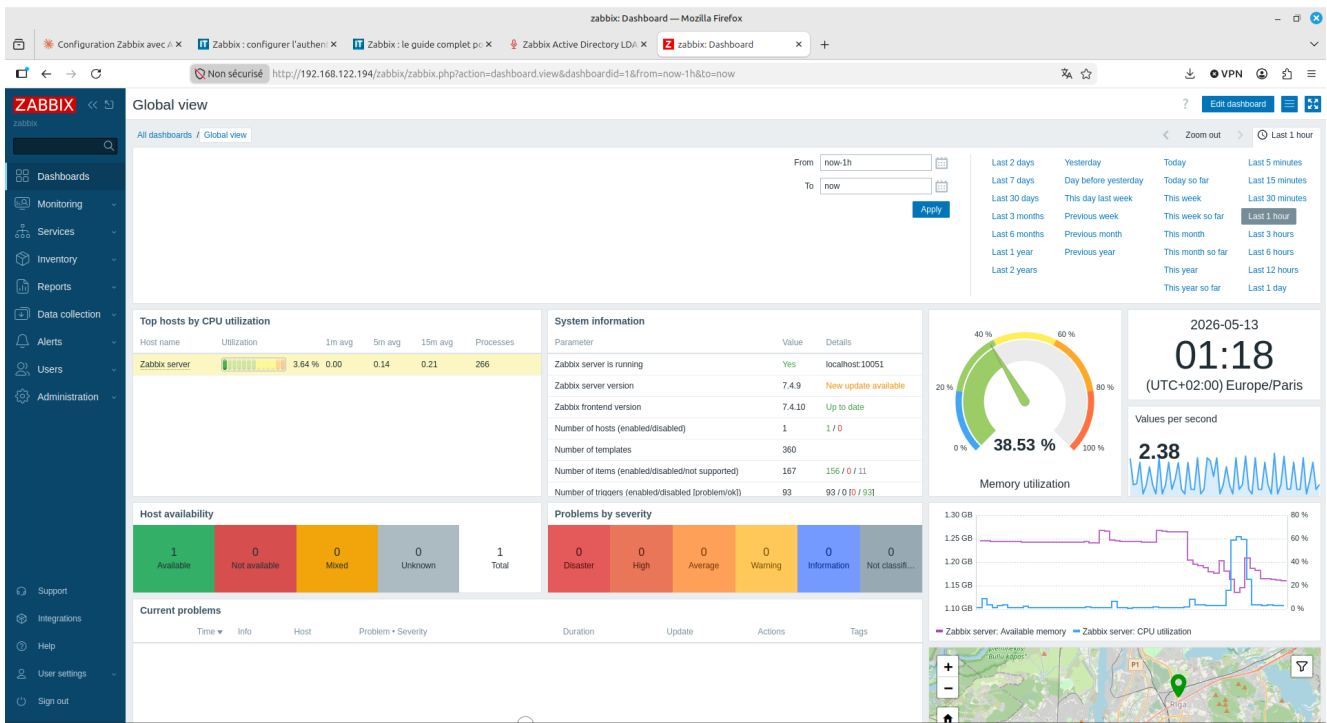 zabbix: Dashboard — Mozilla Firefox
Configuration Zabbix avec A
Zabbix : configurer l'authent
Zabbix : le guide complet po
Zabbix Active Directory LDA
zabbix: Dashboard
Non sécurisé http://192.168.122.194/zabbix/zabbix.php?action=dashboard.view&dashboardid=1&from=now-1h&to=now
VPN
ZABBIX
zabbix
Dashboards
Monitoring
Services
Inventory
Reports
Data collection
Alerts
Users
Administration
Support
Integrations
Help
User settings
Sign out
Global view
? Edit dashboard
All dashboards / Global view
Zoom out
Last 1 hour
From now-1h
To now
Apply
Last 2 days Yesterday Today Last 5 minutes
Last 7 days Day before yesterday Today so far Last 15 minutes
Last 30 days This day last week This week Last 30 minutes
Last 3 months Previous week This week so far Last 1 hour
Last 6 months Previous month This month Last 3 hours
Last 1 year Previous year This month so far Last 6 hours
Last 2 years This year Last 12 hours
This year so far Last 1 day
Top hosts by CPU utilization
Host name Utilization 1m avg 5m avg 15m avg Processes
Zabbix server 3.64 % 0.00 0.14 0.21 266
System information
Parameter Value Details
Zabbix server is running Yes localhost:10051
Zabbix server version 7.4.9 New update available
Zabbix frontend version 7.4.10 Up to date
Number of hosts (enabled/disabled) 1 1 / 0
Number of templates 360
Number of items (enabled/disabled/not supported) 167 156 / 0 / 11
Number of triggers (enabled/disabled [problem/ok]) 93 93 / 0 [0 / 93]
0 % 20 % 40 % 60 % 80 % 100 %
38.53 %
Memory utilization
2026-05-13
01:18
(UTC+02:00) Europe/Paris
Values per second
2.38
Host availability
1 0 0 0 1
Available Not available Mixed Unknown Total
Problems by severity
0 0 0 0 0 0
Disaster High Average Warning Information Not classifi...
1.30 GB 80 %
1.25 GB 60 %
1.20 GB 40 %
1.15 GB 20 %
1.10 GB 0 %
Zabbix server: Available memory Zabbix server: CPU utilization
Current problems
Time Info Host Problem • Severity Duration Update Actions Tags
+
−
P1
Rīga